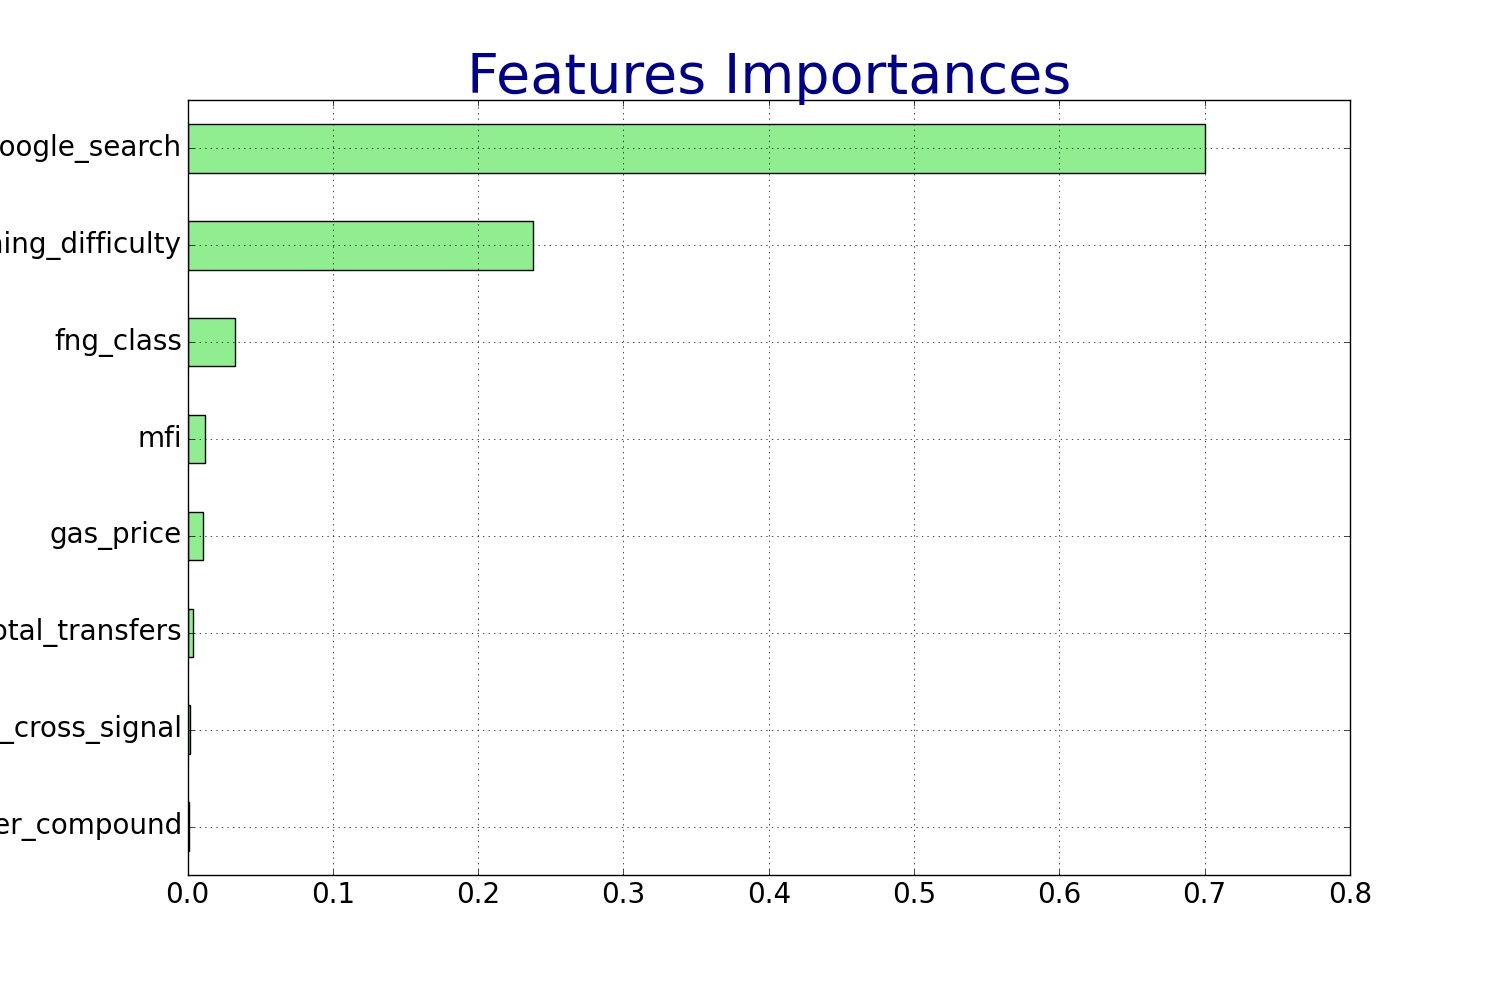 Features Importances
oogle_search
ing_difficulty
fng_class
mfi
gas_price
otal_transfers
_cross_signal
er_compound
0.0 0.1 0.2 0.3 0.4 0.5 0.6 0.7 0.8